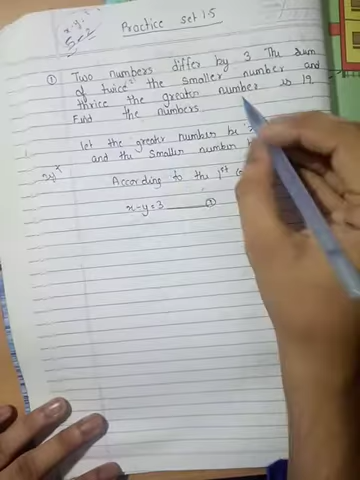 Practice set 1.5
5-2
① Two numbers differ by 3 The sum
of twice the smaller number and
thrice the greater number is 19
Find the numbers
let the greater number be
and the smaller number
According to the 1st
x-y=3 ①